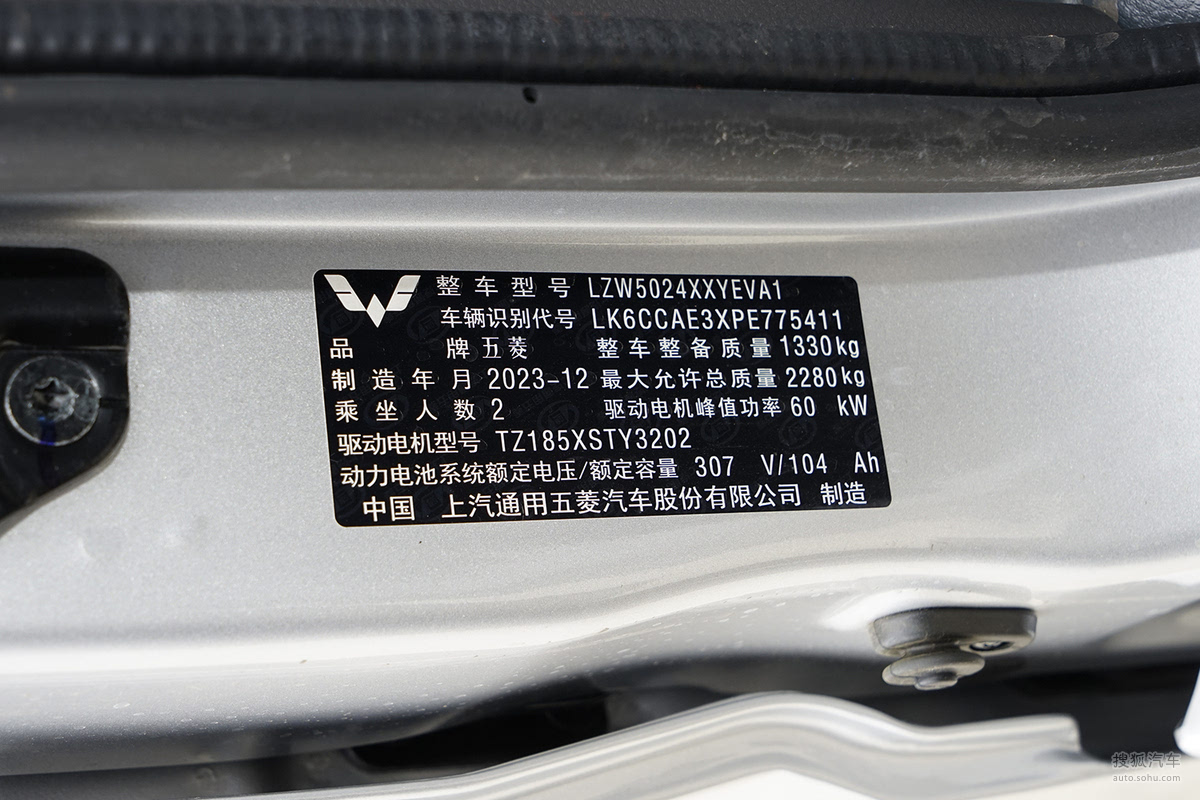 整车型号 LZW5024XXYEVA1
车辆识别代号 LK6CCAE3XPE775411
品牌 五菱 整车整备质量 1330kg
制造年月 2023-12 最大允许总质量 2280kg
乘坐人数 2 驱动电机峰值功率 60 kW
驱动电机型号 TZ185XSTY3202
动力电池系统额定电压/额定容量 307 V/104 Ah
中国 上汽通用五菱汽车股份有限公司 制造
搜狐汽车
auto.sohu.com